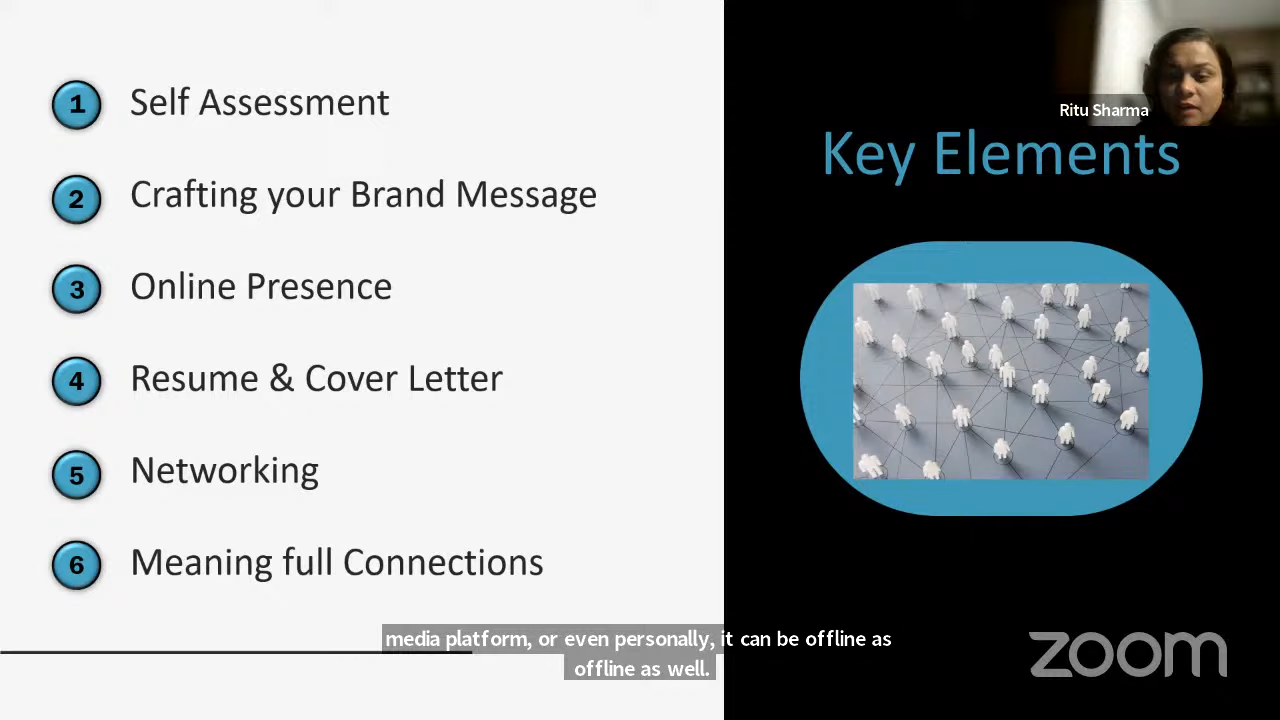 1 Self Assessment
2 Crafting your Brand Message
3 Online Presence
4 Resume & Cover Letter
5 Networking
6 Meaning full Connections
Ritu Sharma
Key Elements
media platform, or even personally, it can be offline as
offline as well.
zoom